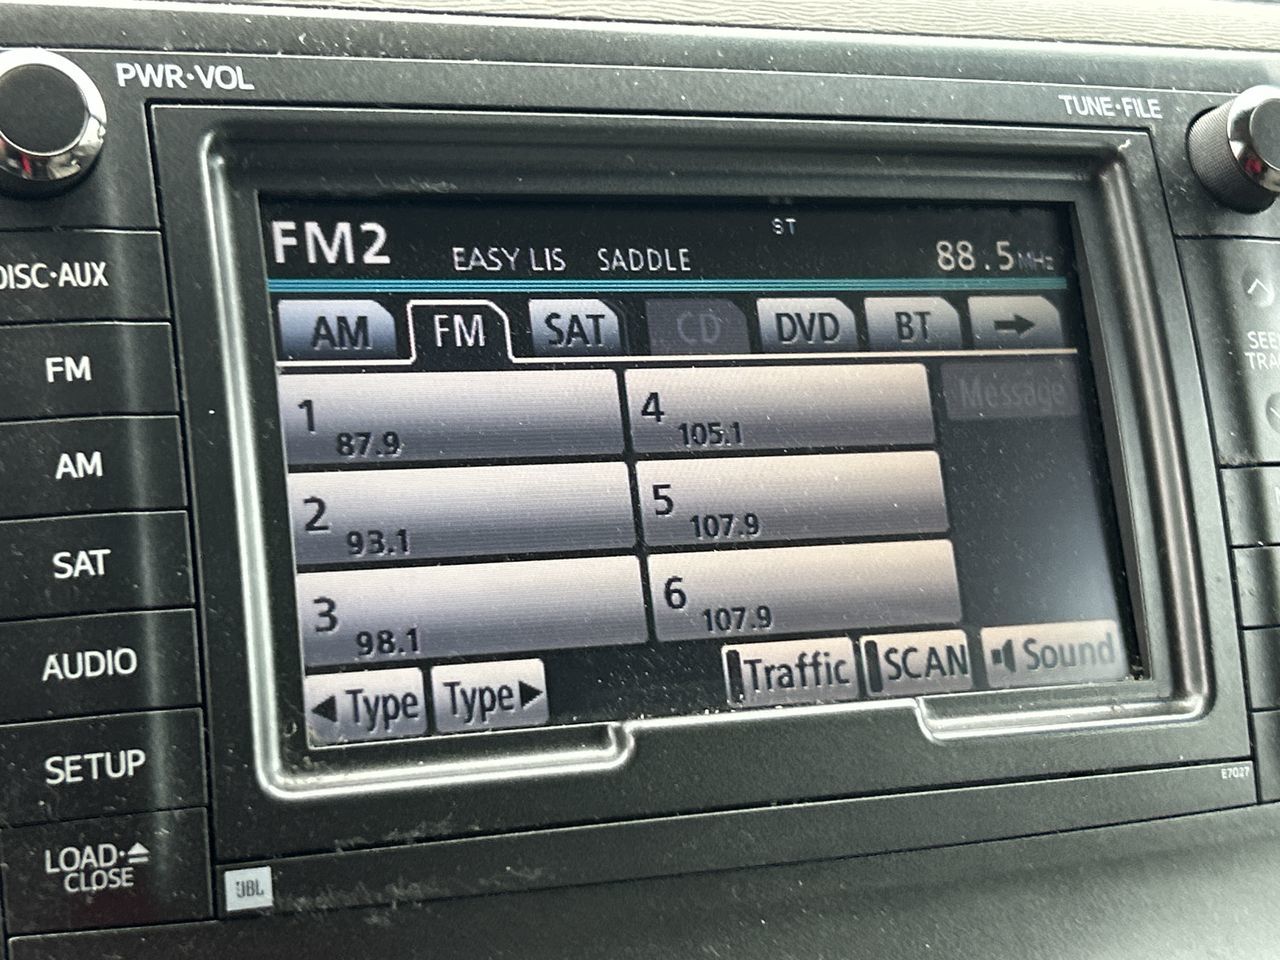 PWR·VOL
TUNE·FILE
DISC·AUX
FM
AM
SAT
AUDIO
SETUP
LOAD·⏏
CLOSE
ST
FM2 EASY LIS SADDLE 88.5 MHz
AM FM SAT CD DVD BT →
1 87.9
2 93.1
3 98.1
4 105.1
5 107.9
6 107.9
Message
◀Type Type▶ Traffic SCAN Sound
JBL
E7027